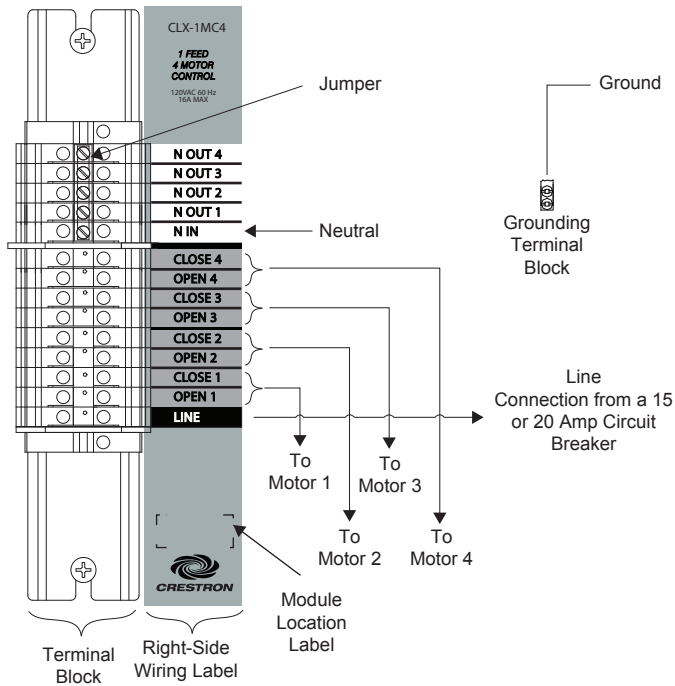 CLX-1MC4
1 FEED
4 MOTOR
CONTROL
120VAC 60 Hz
16A MAX
Jumper
Ground
N OUT 4
N OUT 3
N OUT 2
N OUT 1
N IN
Neutral
Grounding
Terminal
Block
CLOSE 4
OPEN 4
CLOSE 3
OPEN 3
CLOSE 2
OPEN 2
CLOSE 1
OPEN 1
LINE
Line
Connection from a 15
or 20 Amp Circuit
Breaker
To
Motor 1
To
Motor 3
To
Motor 2
To
Motor 4
CRESTRON
Module
Location
Label
Terminal
Block
Right-Side
Wiring Label